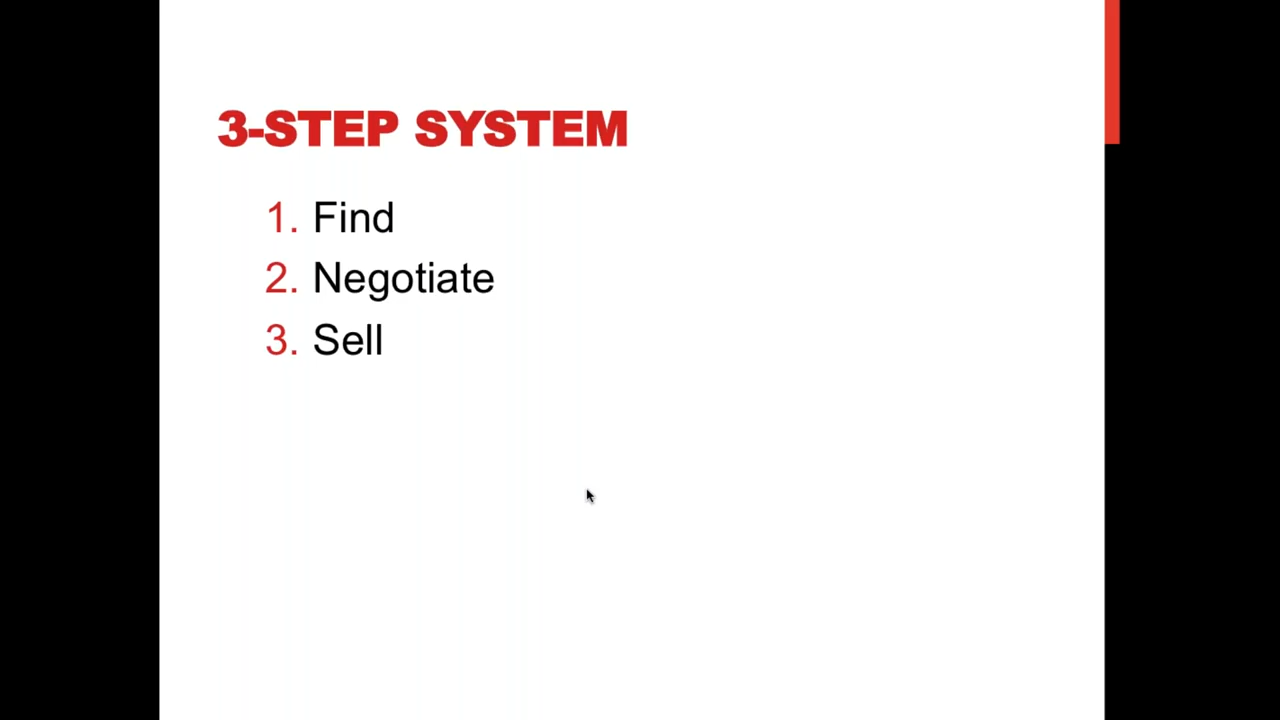 3-STEP SYSTEM
1. Find
2. Negotiate
3. Sell